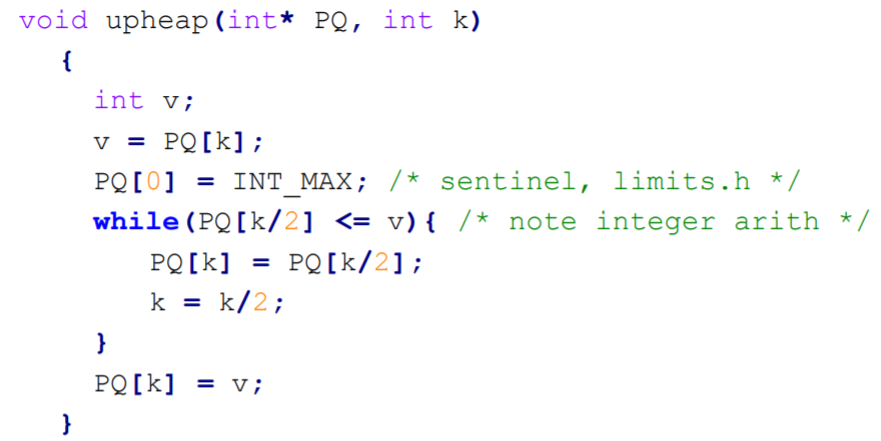 void upheap(int* PQ, int k)
{
int v;
v = PQ[k];
PQ[0] = INT_MAX; /* sentinel, limits.h */
while(PQ[k/2] <= v){ /* note integer arith */
PQ[k] = PQ[k/2];
k = k/2;
}
PQ[k] = v;
}